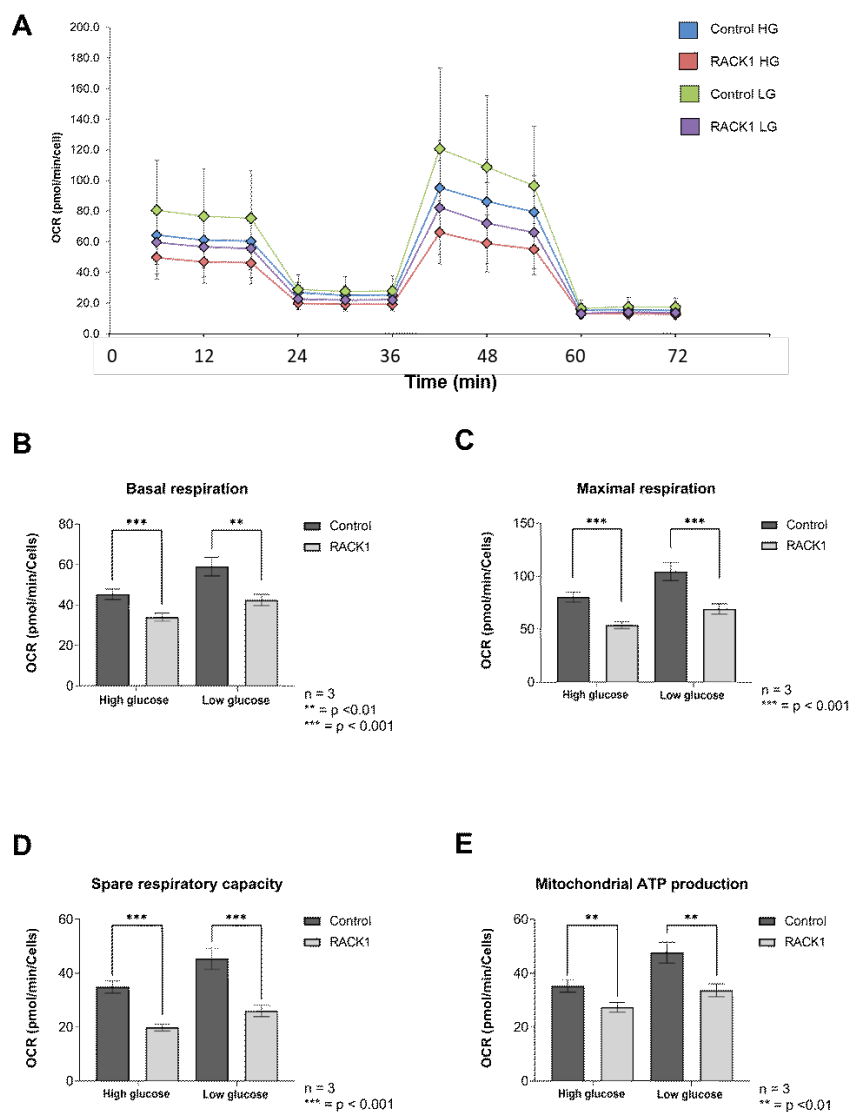 A
200.0
180.0
160.0
140.0
120.0
100.0
80.0
60.0
40.0
20.0
0.0
OCR (pmol/min/cell)
Control HG
RACK1 HG
Control LG
RACK1 LG
0 12 24 36 48 60 72
Time (min)
B
Basal respiration
80
60
40
20
0
OCR (pmol/min/Cells)
*** **
Control
RACK1
High glucose Low glucose
n = 3
** = p <0.01
*** = p < 0.001
C
Maximal respiration
150
100
50
0
OCR (pmol/min/Cells)
*** ***
Control
RACK1
High glucose Low glucose
n = 3
*** = p < 0.001
D
Spare respiratory capacity
60
40
20
0
OCR (pmol/min/Cells)
*** ***
Control
RACK1
High glucose Low glucose
n = 3
*** = p < 0.001
E
Mitochondrial ATP production
60
40
20
0
OCR (pmol/min/Cells)
** **
Control
RACK1
High glucose Low glucose
n = 3
** = p <0.01